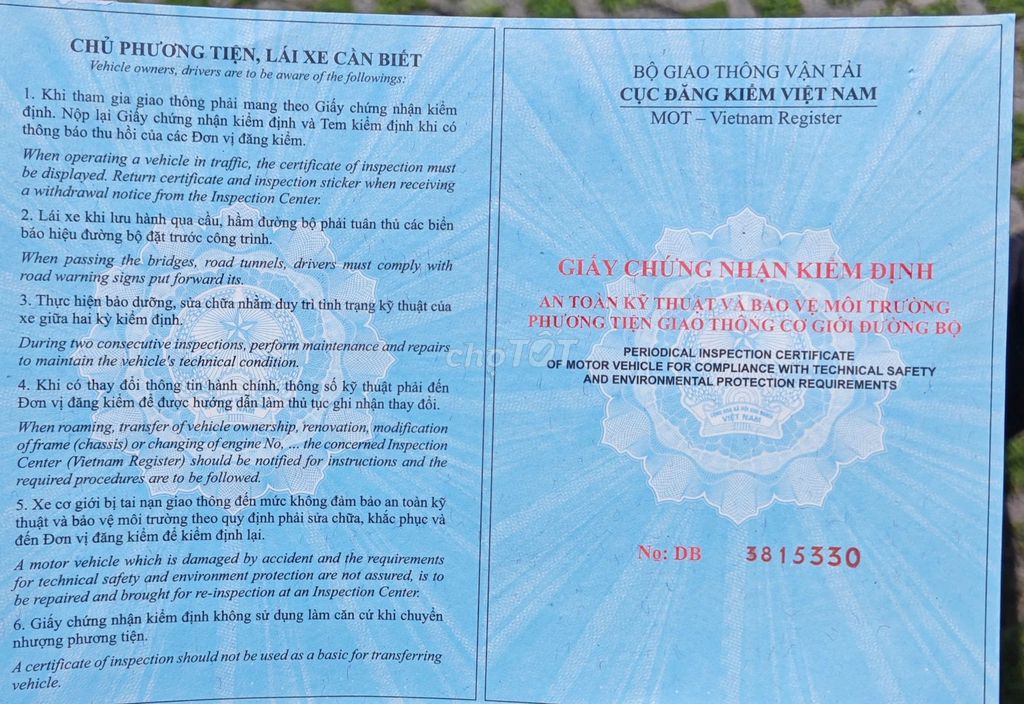 CHỦ PHƯƠNG TIỆN, LÁI XE CẦN BIẾT
Vehicle owners, drivers are to be aware of the followings:
1. Khi tham gia giao thông phải mang theo Giấy chứng nhận kiểm
định. Nộp lại Giấy chứng nhận kiểm định và Tem kiểm định khi có
thông báo thu hồi của các Đơn vị đăng kiểm.
When operating a vehicle in traffic, the certificate of inspection must
be displayed. Return certificate and inspection sticker when receiving
a withdrawal notice from the Inspection Center.
2. Lái xe khi lưu hành qua cầu, hầm đường bộ phải tuân thủ các biển
báo hiệu đường bộ đặt trước công trình.
When passing the bridges, road tunnels, drivers must comply with
road warning signs put forward its.
3. Thực hiện bảo dưỡng, sửa chữa nhằm duy trì tình trạng kỹ thuật của
xe giữa hai kỳ kiểm định.
During two consecutive inspections, perform maintenance and repairs
to maintain the vehicle's technical condition.
4. Khi có thay đổi thông tin hành chính, thông số kỹ thuật phải đến
Đơn vị đăng kiểm để được hướng dẫn làm thủ tục ghi nhận thay đổi.
When roaming, transfer of vehicle ownership, renovation, modification
of frame (chassis) or changing of engine No, ... the concerned Inspection
Center (Vietnam Register) should be notified for instructions and the
required procedures are to be followed.
5. Xe cơ giới bị tai nạn giao thông đến mức không đảm bảo an toàn kỹ
thuật và bảo vệ môi trường theo quy định phải sửa chữa, khắc phục và
đến Đơn vị đăng kiểm để kiểm định lại.
A motor vehicle which is damaged by accident and the requirements
for technical safety and environment protection are not assured, is to
be repaired and brought for re-inspection at an Inspection Center.
6. Giấy chứng nhận kiểm định không sử dụng làm căn cứ khi chuyển
nhượng phương tiện.
A certificate of inspection should not be used as a basic for transferring
vehicle.
VIỆT NAM
BỘ GIAO THÔNG VẬN TẢI
CỤC ĐĂNG KIỂM VIỆT NAM
MOT – Vietnam Register
GIẤY CHỨNG NHẬN KIỂM ĐỊNH
AN TOÀN KỸ THUẬT VÀ BẢO VỆ MÔI TRƯỜNG
PHƯƠNG TIỆN GIAO THÔNG CƠ GIỚI ĐƯỜNG BỘ
PERIODICAL INSPECTION CERTIFICATE
OF MOTOR VEHICLE FOR COMPLIANCE WITH TECHNICAL SAFETY
AND ENVIRONMENTAL PROTECTION REQUIREMENTS
VIỆT NAM
No: DB 3815330
choTỐT